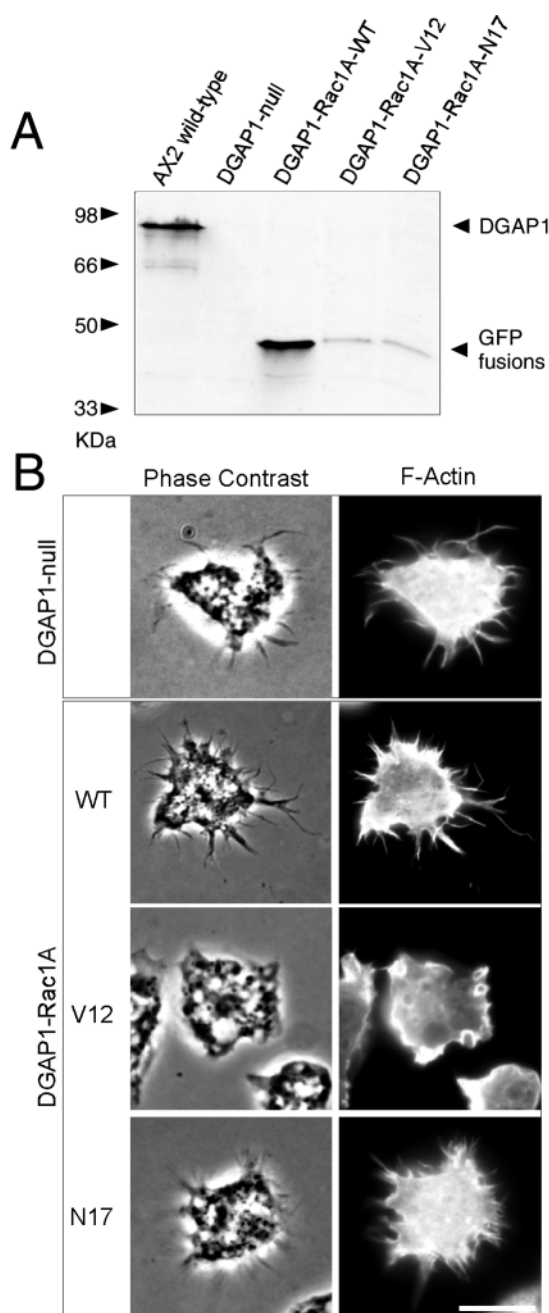 A
AX2 wild-type
DGAP1-null
DGAP1-Rac1A-WT
DGAP1-Rac1A-V12
DGAP1-Rac1A-N17
98
66
50
33
KDa
DGAP1
GFP
fusions
B
Phase Contrast
F-Actin
DGAP1-null
DGAP1-Rac1A
WT
V12
N17